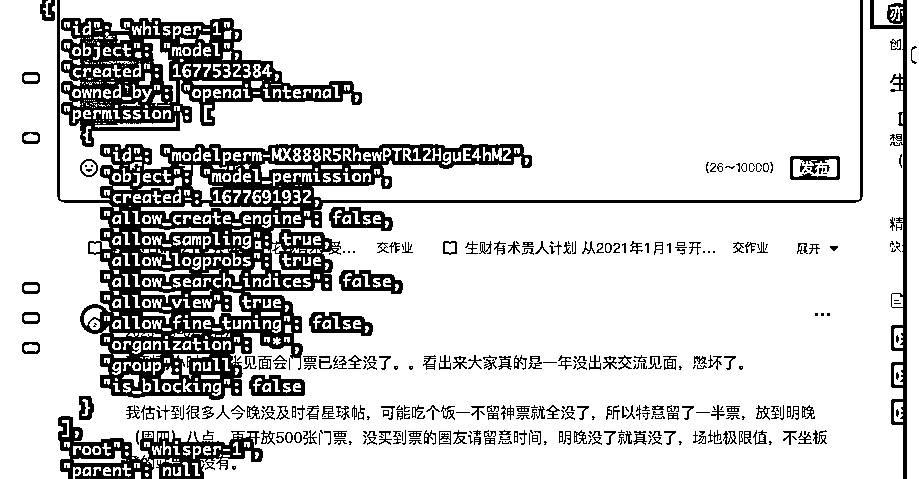 {
"id": "whisper-1",
"object": "model",
"created": 1677532384,
"owned_by": "openai-internal",
"permission": [
{
"id": "modelperm-MX888R5RhewPTR12HguE4hM2",
(26～10000) 发布
"object": "model_permission",
"created": 1677691932,
"allow_create_engine": false,
"allow_sampling": true,
受... 交作业 生财有术贵人计划 从2021年1月1号开... 交作业 展开
"allow_logprobs": true,
"allow_search_indices": false,
"allow_view": true,
"allow_fine_tuning": false,
"organization": "*",
"group": null,
张见面会门票已经全没了。。看出来大家真的是一年没出来交流见面，憋坏了。
"is_blocking": false
}
我估计到很多人今晚没及时看星球帖，可能吃个饭一不留神票就全没了，所以特意留了一半票，放到明晚
],
（周四）八点，再开放500张门票，没买到票的圈友请留意时间，明晚没了就真没了，场地极限值，不坐板
"root": "whisper-1",
没有。
"parent": null
创
生
想
精